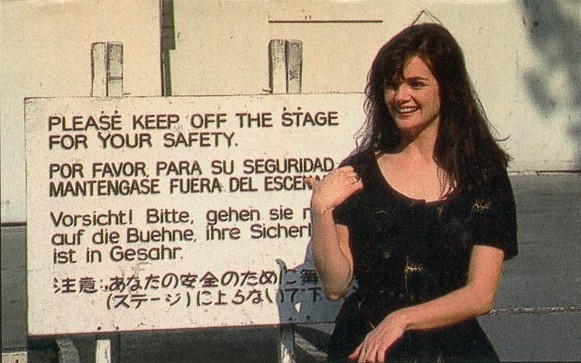 PLEASE KEEP OFF THE STAGE
FOR YOUR SAFETY.
POR FAVOR, PARA SU SEGURIDAD,
MANTENGASE FUERA DEL
Vorsicht! Bitte, gehen sie
auf die Buehne, ihre
ist in Gesahr.
注意:あなたの安全のために舞
(ステージ)に上らないで下